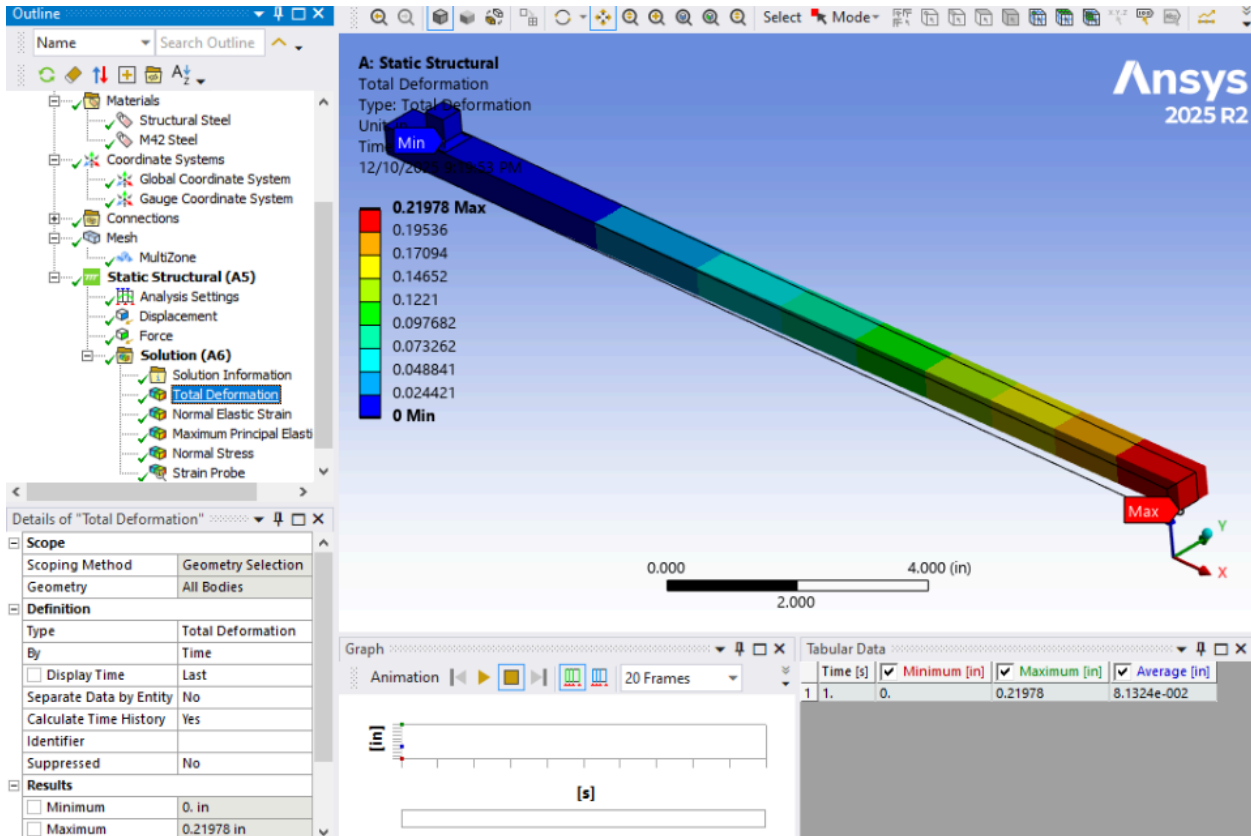 Outline
Name
Search Outline
Materials
Structural Steel
M42 Steel
Coordinate Systems
Global Coordinate System
Gauge Coordinate System
Connections
Mesh
MultiZone
Static Structural (A5)
Analysis Settings
Displacement
Force
Solution (A6)
Solution Information
Total Deformation
Normal Elastic Strain
Maximum Principal Elasti
Normal Stress
Strain Probe
Details of "Total Deformation"
Scope
Scoping Method Geometry Selection
Geometry All Bodies
Definition
Type Total Deformation
By Time
Display Time Last
Separate Data by Entity No
Calculate Time History Yes
Identifier
Suppressed No
Results
Minimum 0. in
Maximum 0.21978 in
Select Mode
A: Static Structural
Total Deformation
Type: Total Deformation
Unit
Time
12/10/20 PM
Min
0.21978 Max
0.19536
0.17094
0.14652
0.1221
0.097682
0.073262
0.048841
0.024421
0 Min
Ansys
2025 R2
Max
Y
X
0.000 4.000 (in)
2.000
Graph
Animation 20 Frames
[in]
[s]
Tabular Data
Time [s] Minimum [in] Maximum [in] Average [in]
1 1. 0. 0.21978 8.1324e-002